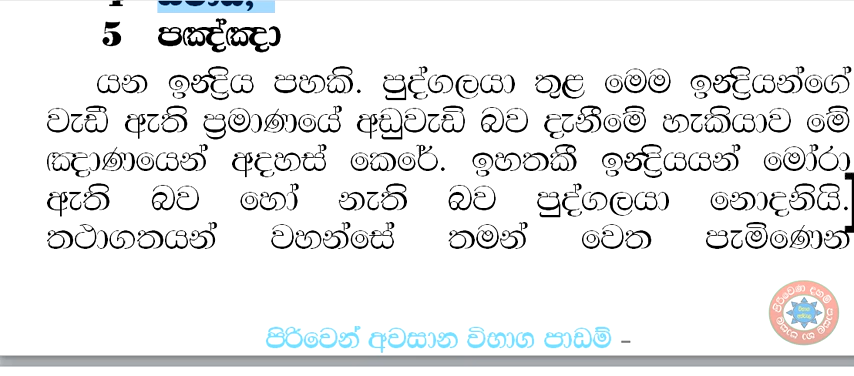 5 පඤ්ඤා
යන ඉන්‍ද්‍රිය පහකි. පුද්ගලයා තුළ මෙම ඉන්‍ද්‍රියන්ගේ
වැඩී ඇති ප්‍රමාණයේ අඩුවැඩි බව දැනීමේ හැකියාව මේ
ඤාණයෙන් අදහස් කෙරේ. ඉහතකී ඉන්‍ද්‍රියයන් මෝරා
ඇති බව හෝ නැති බව පුද්ගලයා නොදනියි.
තථාගතයන් වහන්සේ තමන් වෙත පැමිණෙන
පිරිවෙන් අවසාන විභාග පාඩම් -